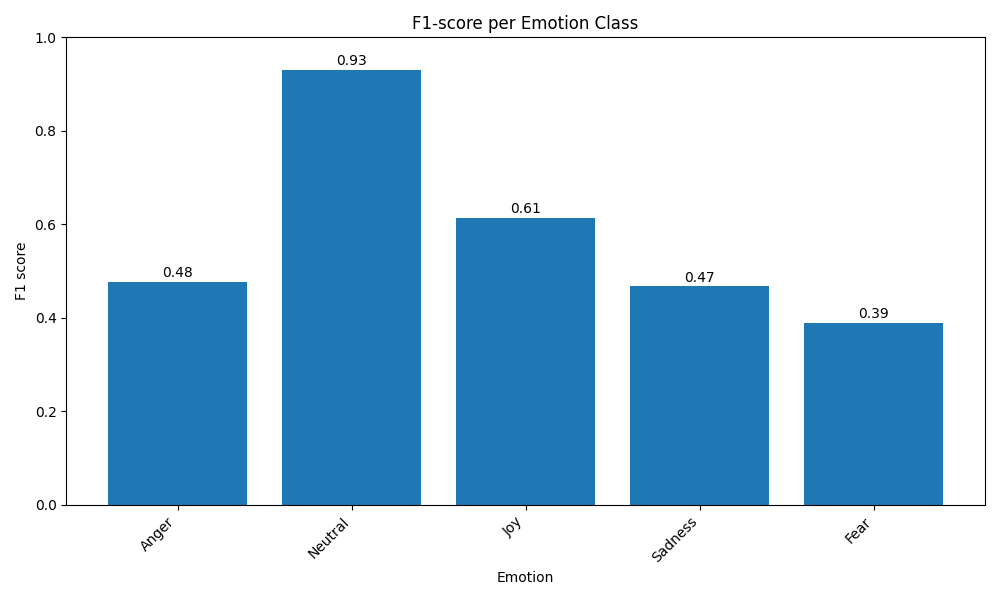 F1-score per Emotion Class
F1 score
1.0
0.8
0.6
0.4
0.2
0.0
0.48
0.93
0.61
0.47
0.39
Anger
Neutral
Joy
Sadness
Fear
Emotion